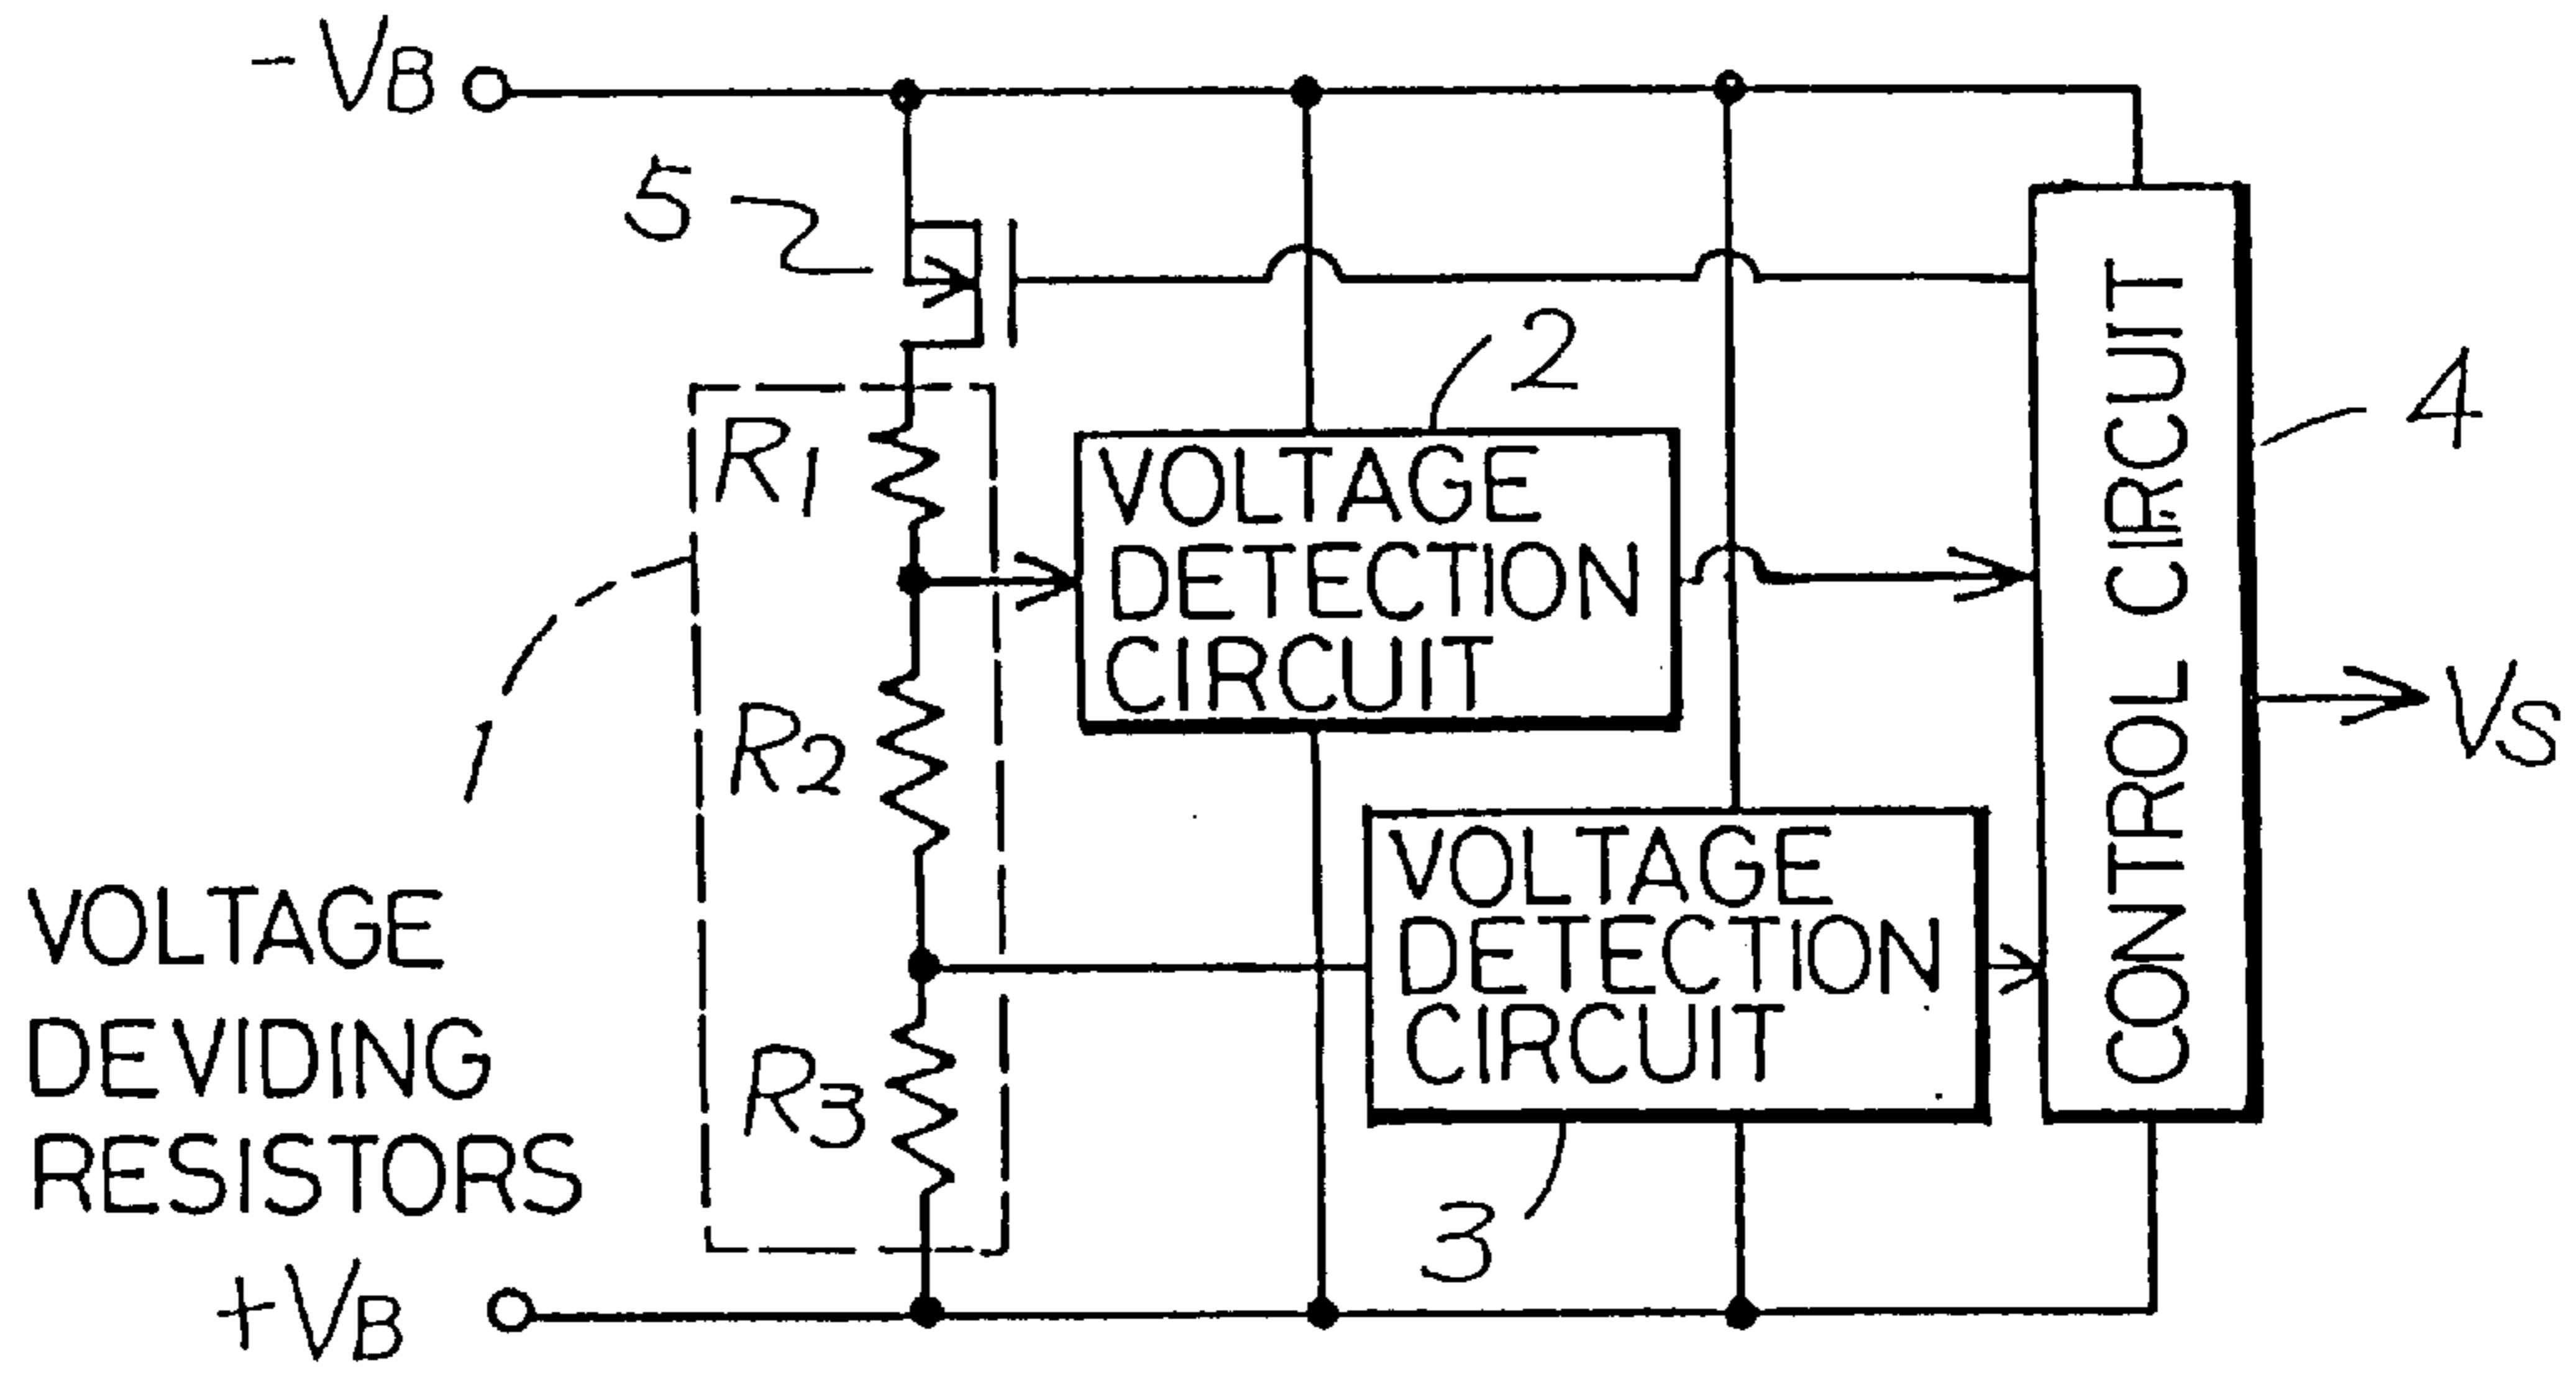 -VB
5
2
4
R1
VOLTAGE
DETECTION
CIRCUIT
CONTROL CIRCUIT
VS
R2
1
VOLTAGE
DETECTION
CIRCUIT
VOLTAGE
DEVIDING
RESISTORS
R3
3
+VB